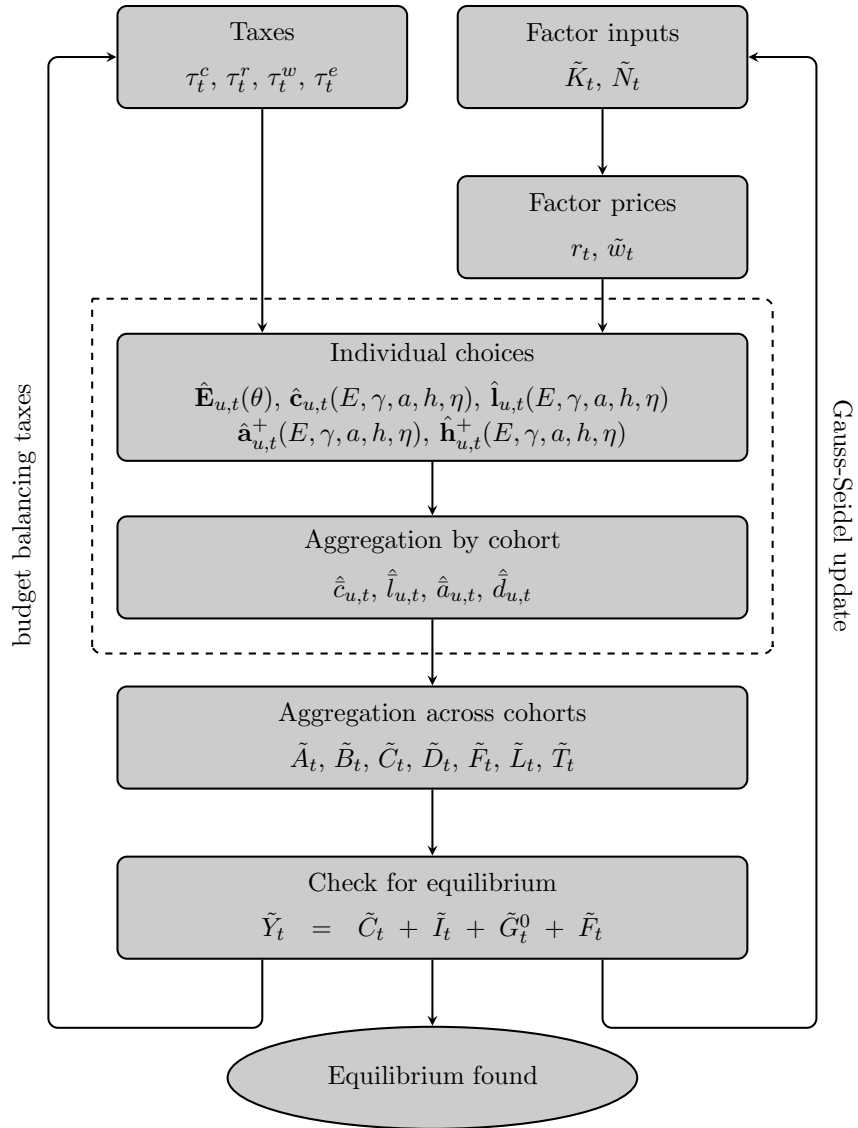 Taxes
τ_t^c, τ_t^r, τ_t^w, τ_t^e
Factor inputs
K̃_t, Ñ_t
Factor prices
r_t, w̃_t
Individual choices
𝐄̂_{u,t}(θ), 𝐜̂_{u,t}(E, γ, a, h, η), 𝐥̂_{u,t}(E, γ, a, h, η)
𝐚̂^+_{u,t}(E, γ, a, h, η), 𝐡̂^+_{u,t}(E, γ, a, h, η)
Aggregation by cohort
c̄̂_{u,t}, l̄̂_{u,t}, ā̂_{u,t}, d̄̂_{u,t}
Aggregation across cohorts
Ã_t, B̃_t, C̃_t, D̃_t, F̃_t, L̃_t, T̃_t
Check for equilibrium
Ỹ_t = C̃_t + Ĩ_t + G̃_t^0 + F̃_t
Equilibrium found
budget balancing taxes
Gauss-Seidel update